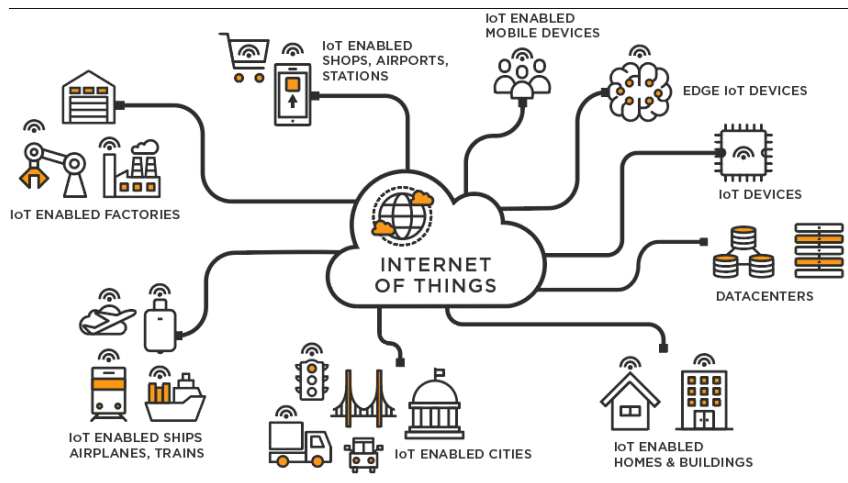 IoT ENABLED
MOBILE DEVICES
IoT ENABLED
SHOPS, AIRPORTS,
STATIONS
EDGE IoT DEVICES
IoT DEVICES
IoT ENABLED FACTORIES
INTERNET
OF THINGS
DATACENTERS
IoT ENABLED SHIPS
AIRPLANES, TRAINS
IoT ENABLED CITIES
IoT ENABLED
HOMES & BUILDINGS